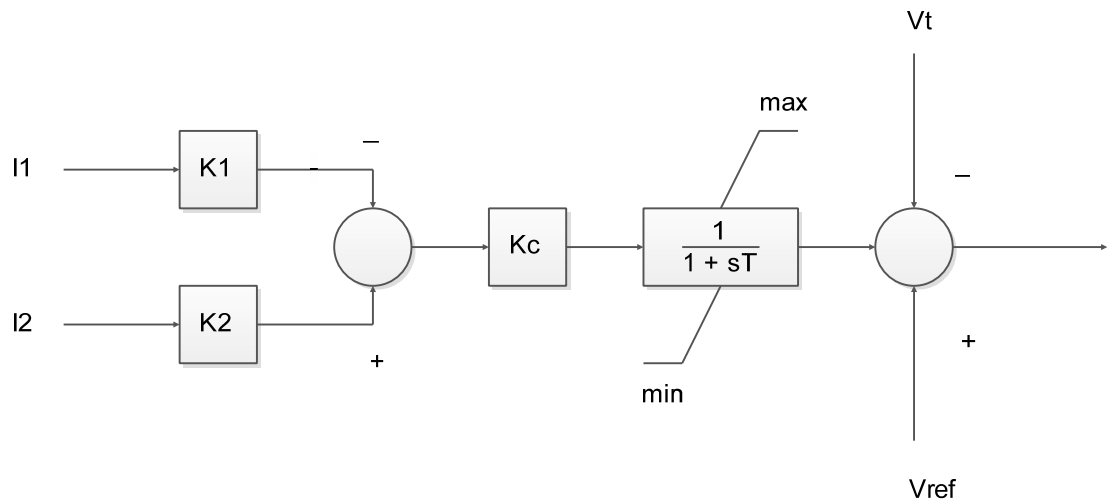 Vt
max
I1
K1
–
-
–
Kc
1
1 + sT
I2
K2
+
+
min
Vref